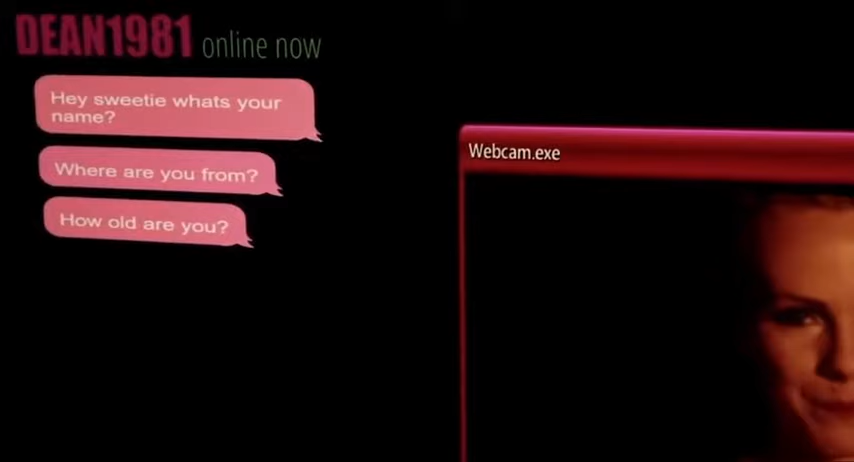 DEAN1981 online now
Hey sweetie whats your
name?
Where are you from?
How old are you?
Webcam.exe